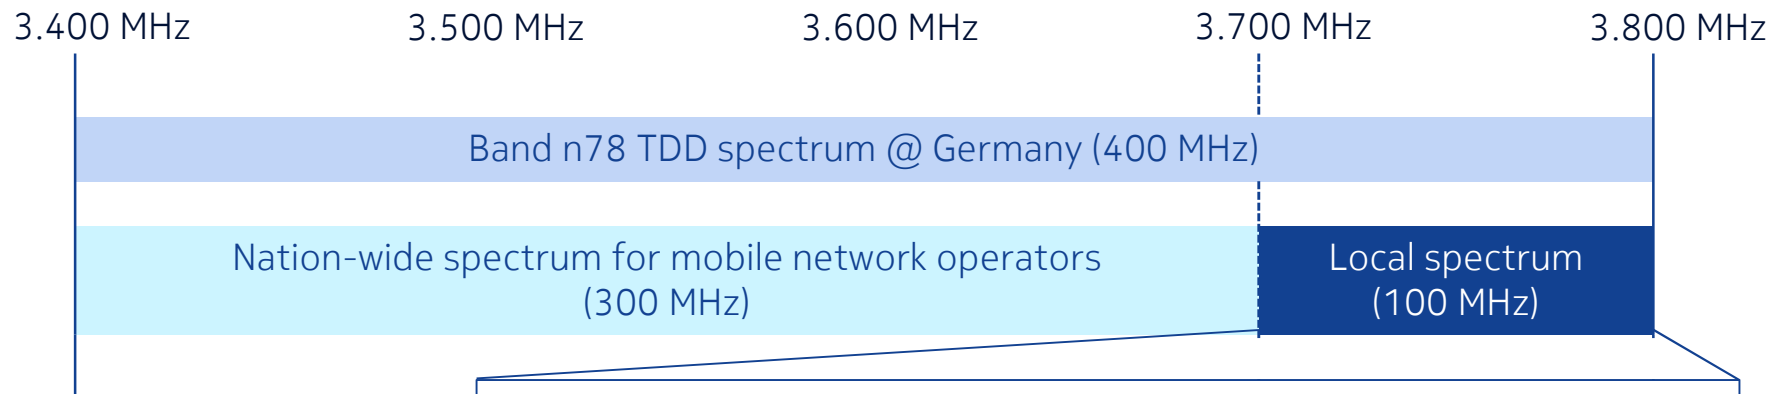 3.400 MHz 3.500 MHz 3.600 MHz 3.700 MHz 3.800 MHz
Band n78 TDD spectrum @ Germany (400 MHz)
Nation-wide spectrum for mobile network operators
(300 MHz)
Local spectrum
(100 MHz)